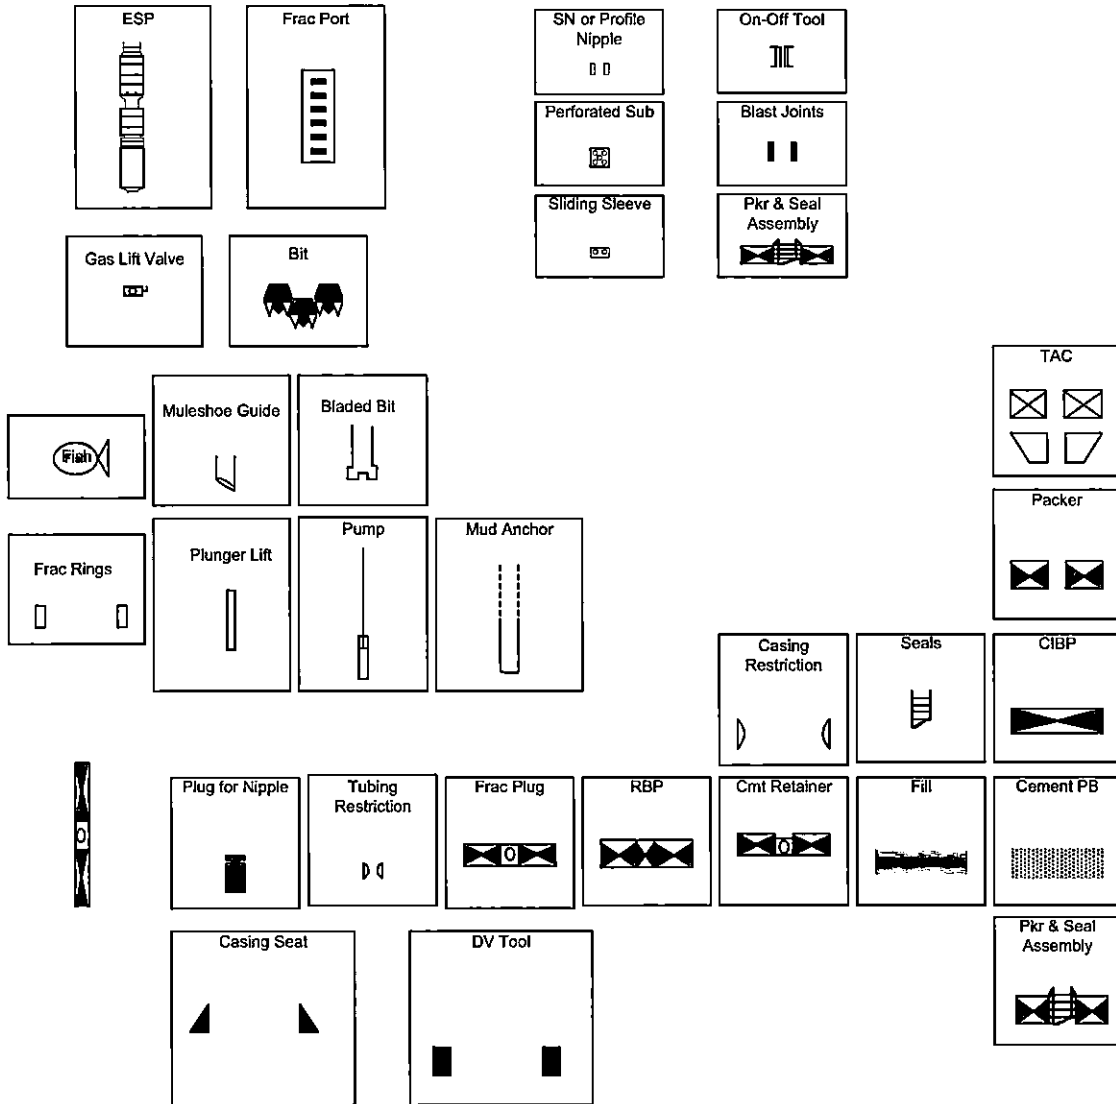 ESP
Frac Port
SN or Profile
Nipple
On-Off Tool
Perforated Sub
Blast Joints
Sliding Sleeve
Pkr & Seal
Assembly
Gas Lift Valve
Bit
TAC
Muleshoe Guide
Bladed Bit
Fish
Packer
Frac Rings
Plunger Lift
Pump
Mud Anchor
Casing
Restriction
Seals
CIBP
Plug for Nipple
Tubing
Restriction
Frac Plug
RBP
Cmt Retainer
Fill
Cement PB
Casing Seat
DV Tool
Pkr & Seal
Assembly